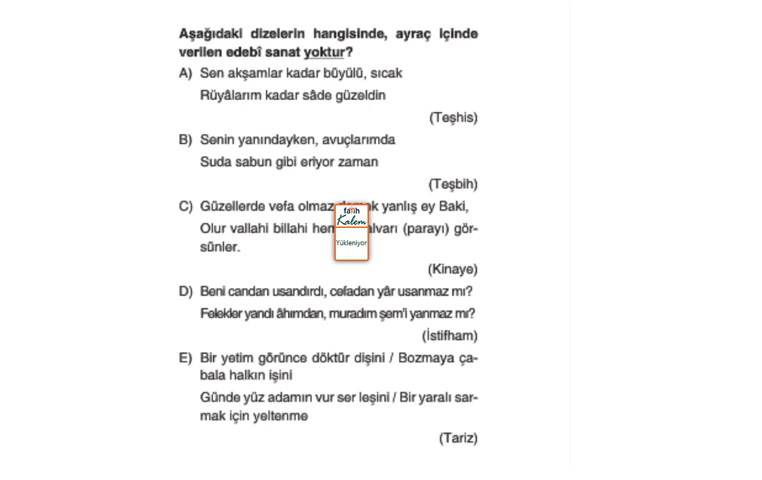 Aşağıdaki dizelerin hangisinde, ayraç içinde
verilen edebî sanat yoktur?
A) Sen akşamlar kadar büyülü, sıcak
Rüyâlarım kadar sâde güzeldin
(Teşhis)
B) Senin yanındayken, avuçlarımda
Suda sabun gibi eriyor zaman
(Teşbih)
C) Güzellerde vefa olmaz yanlış ey Baki,
Olur vallahi billahi (parayı) gör-
sünler.
(Kinaye)
fatih
Kalem
Yükleniyor
D) Beni candan usandırdı, cefadan yâr usanmaz mı?
Felekler yandı âhımdan, muradım şem'i yanmaz mı?
(İstifham)
E) Bir yetim görünce döktür dişini / Bozmaya ça-
bala halkın işini
Günde yüz adamın vur ser leşini / Bir yaralı sar-
mak için yeltenme
(Tariz)